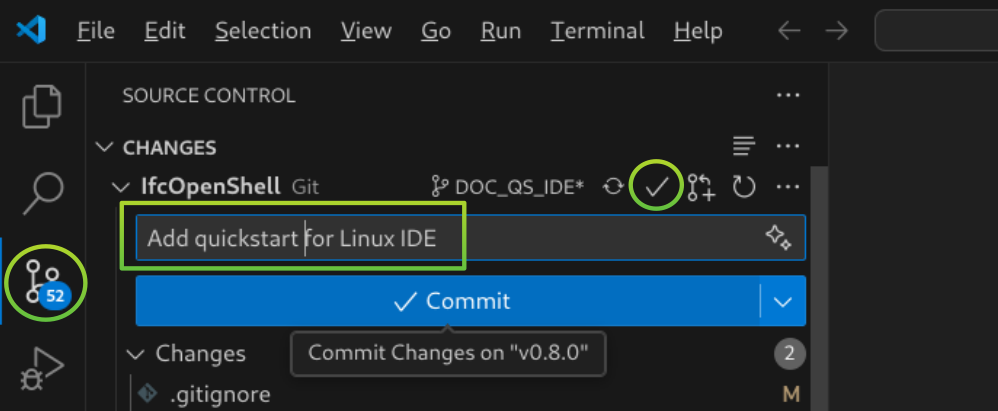 File Edit Selection View Go Run Terminal Help
SOURCE CONTROL
CHANGES
IfcOpenShell Git DOC_QS_IDE*
Add quickstart for Linux IDE
52
Commit
Commit Changes on "v0.8.0"
Changes 2
.gitignore M